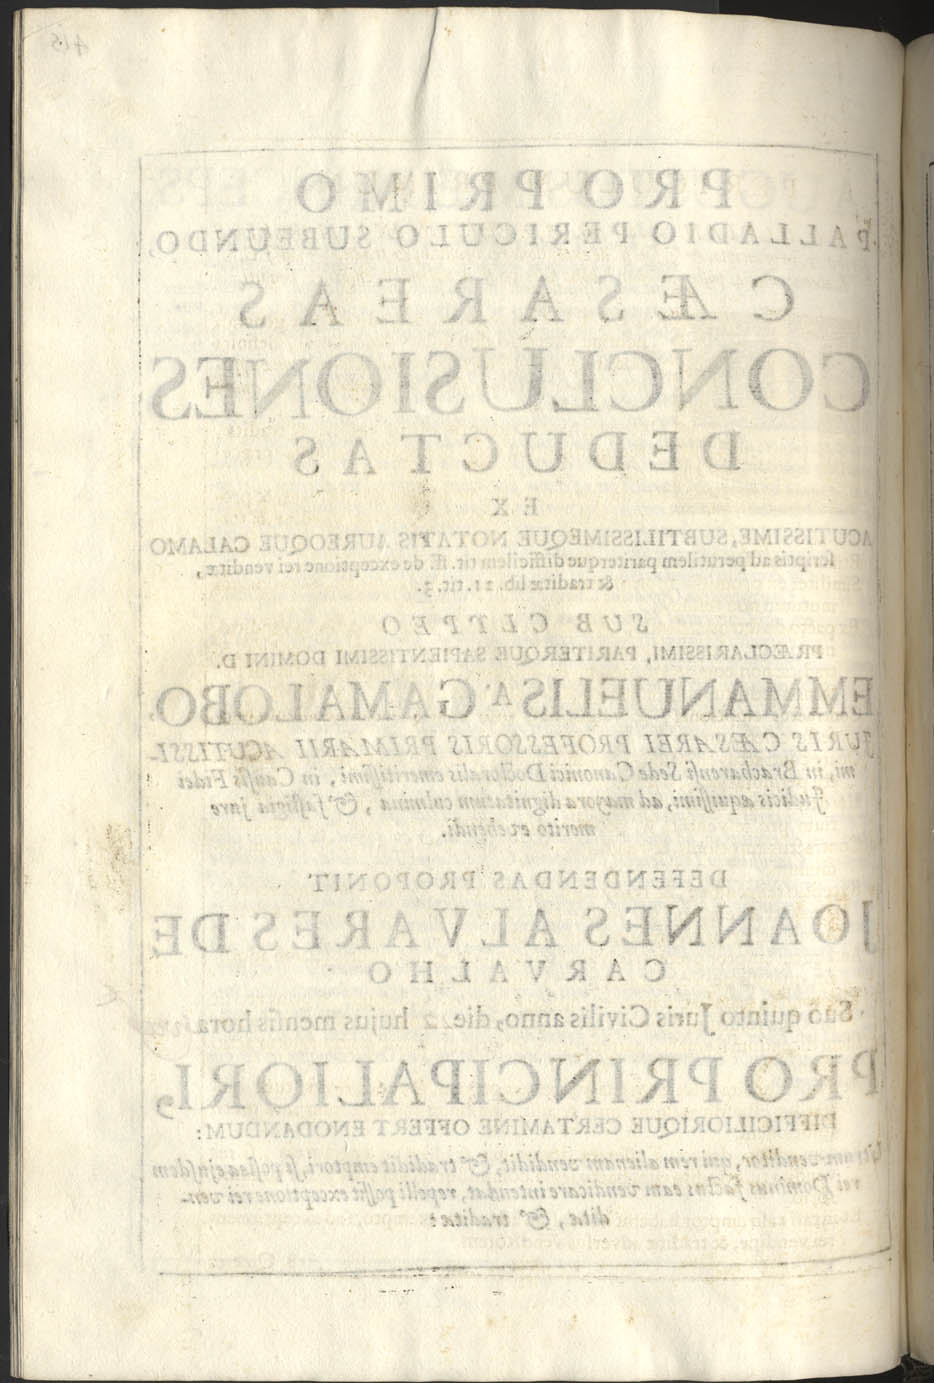 PRO PRIMO
PALLADIO PERICULO SUBEUNDO,
CÆSAREAS
CONCLUSIONES
DEDUCTAS
EX
ACUTISSIME, SUBTILISSIMEQUE NOTATIS AUREOQUE CALAMO
scriptis ad perutilem pariterque difficilem tit. ff. de exceptione rei venditæ,
& traditæ lib. 21. tit. 3.
SUB CLYPEO
PRÆCLARISSIMI, PARITERQUE SAPIENTISSIMI DOMINI D.
EMMANUELIS A GAMA LOBO,
JURIS CÆSAREI PROFESSORIS PRIMARII ACUTISSI-
mi, in Bracharensi Sede Canonici Doctoralis emeritissimi, in Causis Fidei
Judicis æquissimi, ad majora dignitatum culmina, & fastigia jure
merito evehendi.
DEFENDENDAS PROPONIT
JOANNES ALVARES DE
CARVALHO
Suo quinto Juris Civilis anno, die 22 hujus mensis hora
PRO PRINCIPALIORI,
DIFFICILIORIQUE CERTAMINE OFFERT ENODANDUM:
Utrum venditor, qui rem alienam vendidit, & tradidit emptori, si postea ejusdem
rei Dominus factus eam vendicare intendat, repelli possit exceptione rei ven-
ditæ, & traditæ?